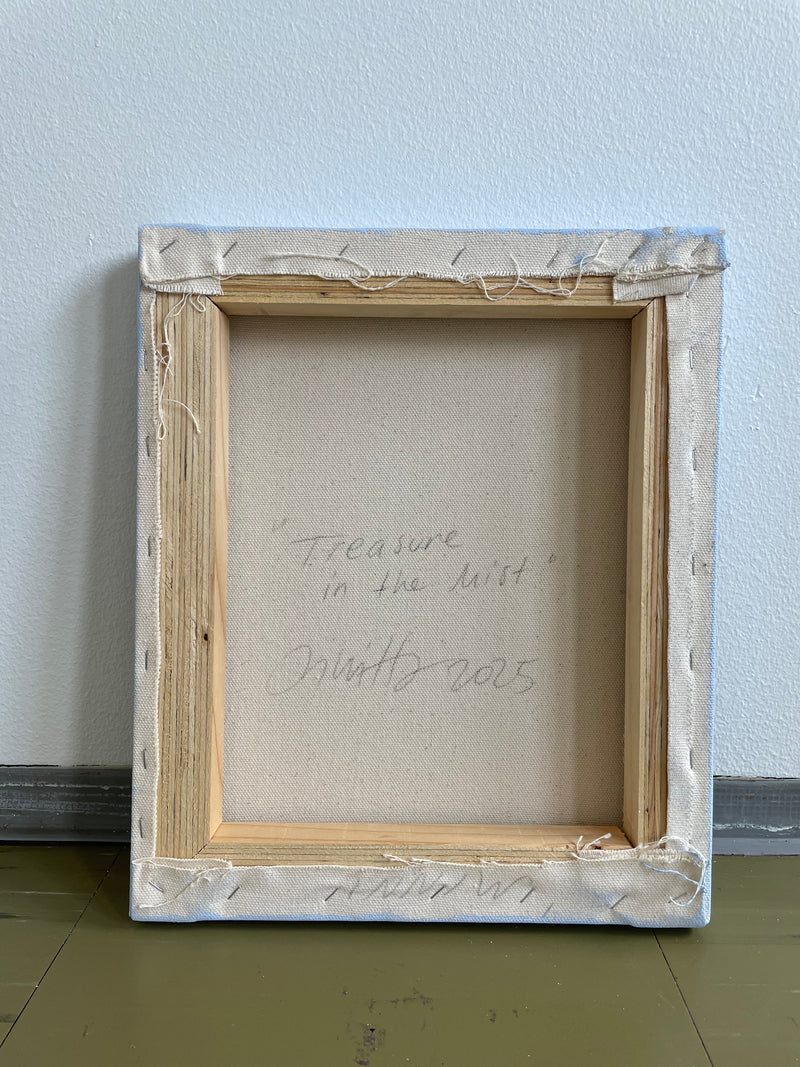 "Treasure
in the Mist"
2025